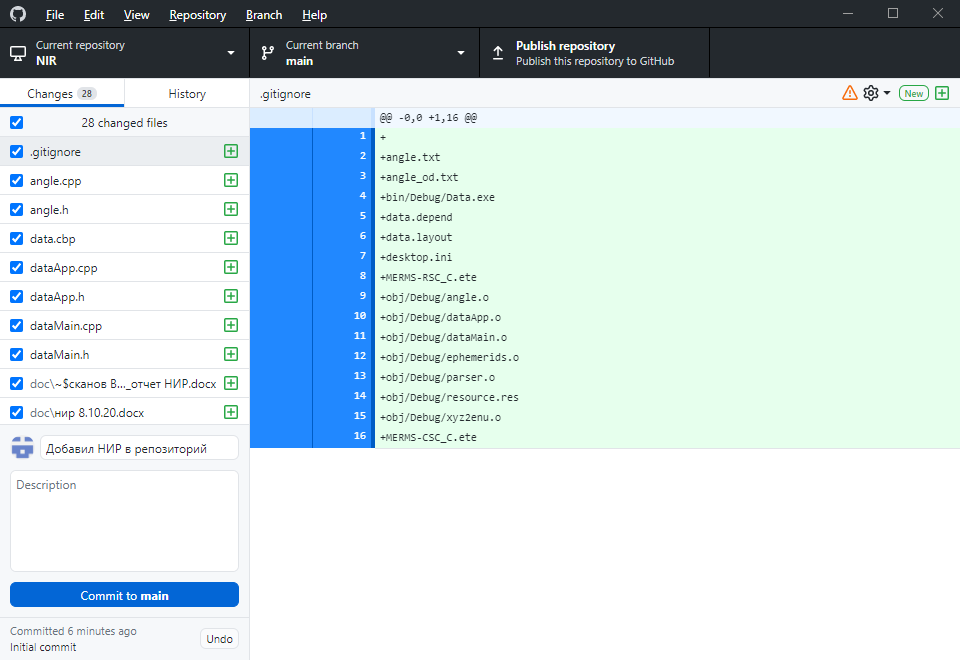 File Edit View Repository Branch Help
Current repository
NIR
Current branch
main
Publish repository
Publish this repository to GitHub
Changes 28
History
28 changed files
.gitignore
angle.cpp
angle.h
data.cbp
dataApp.cpp
dataApp.h
dataMain.cpp
dataMain.h
doc\~$сканов В..._отчет НИР.docx
doc\нир 8.10.20.docx
Добавил НИР в репозиторий
Description
Commit to main
Committed 6 minutes ago
Initial commit
Undo
.gitignore
New
@@ -0,0 +1,16 @@
1 +
2 +angle.txt
3 +angle_od.txt
4 +bin/Debug/Data.exe
5 +data.depend
6 +data.layout
7 +desktop.ini
8 +MERMS-RSC_C.ete
9 +obj/Debug/angle.o
10 +obj/Debug/dataApp.o
11 +obj/Debug/dataMain.o
12 +obj/Debug/ephemerids.o
13 +obj/Debug/parser.o
14 +obj/Debug/resource.res
15 +obj/Debug/xyz2enu.o
16 +MERMS-CSC_C.ete